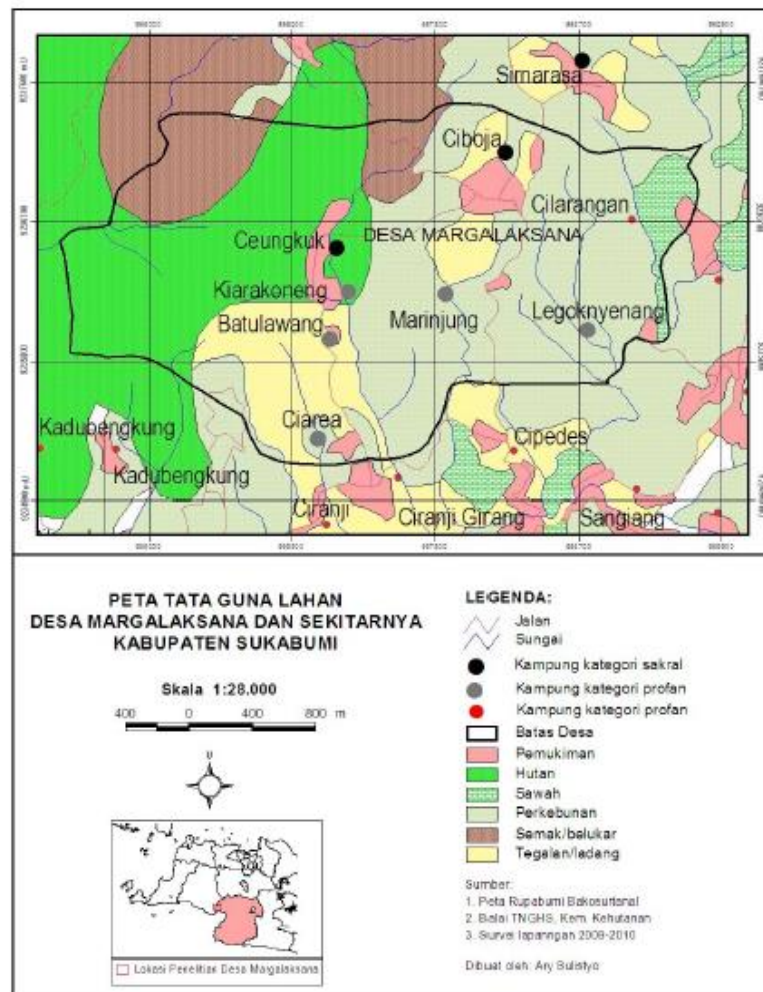 Simarasa
Ciboja
Cilarangan
Ceungkuk
DESA MARGALAKSANA
Kiarakoneng
Marinjung
Legoknyenang
Batulawang
Ciarea
Kadubengkung
Cipedes
Kadubengkung
Ciranji
Ciranji Girang
Sangiang
PETA TATA GUNA LAHAN
DESA MARGALAKSANA DAN SEKITARNYA
KABUPATEN SUKABUMI
Skala 1:28.000
400 0 400 800 m
U
Lokasi Penelitian Desa Margalaksana
LEGENDA:
Jalan
Sungai
Kampung kategori sakral
Kampung kategori profan
Kampung kategori profan
Batas Desa
Pemukiman
Hutan
Sawah
Perkebunan
Semak/belukar
Tegalan/ladang
Sumber:
1. Peta Rupabumi Bakosurtanal
2. Balai TNGHS, Kem. Kehutanan
3. Survei lapanngan 2009-2010
Dibuat oleh: Ary Sulistyo